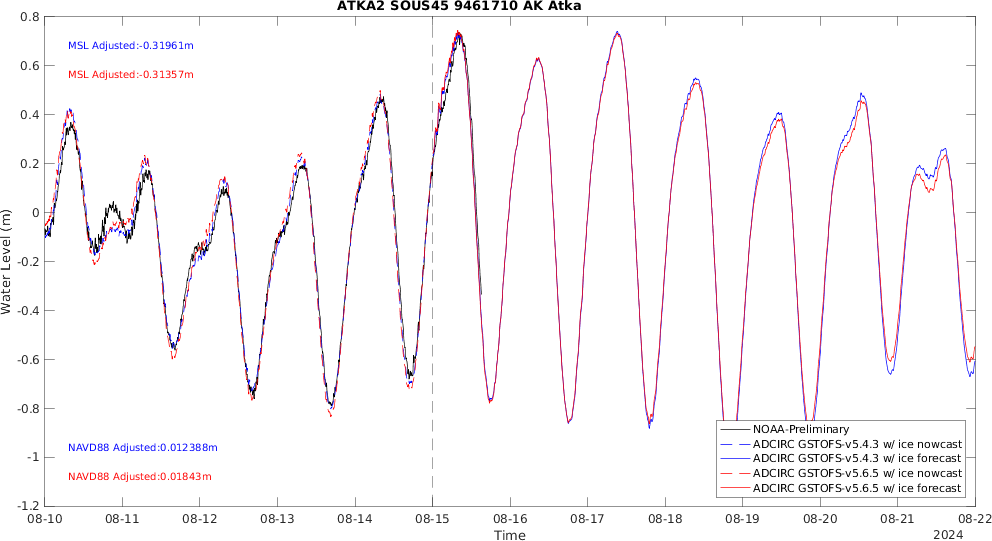 ATKA2 SOUS45 9461710 AK Atka
MSL Adjusted:-0.31961m
MSL Adjusted:-0.31357m
NAVD88 Adjusted:0.012388m
NAVD88 Adjusted:0.01843m
Water Level (m)
0.8
0.6
0.4
0.2
0
-0.2
-0.4
-0.6
-0.8
-1
-1.2
NOAA-Preliminary
ADCIRC GSTOFS-v5.4.3 w/ ice nowcast
ADCIRC GSTOFS-v5.4.3 w/ ice forecast
ADCIRC GSTOFS-v5.6.5 w/ ice nowcast
ADCIRC GSTOFS-v5.6.5 w/ ice forecast
08-10 08-11 08-12 08-13 08-14 08-15 08-16 08-17 08-18 08-19 08-20 08-21 08-22
Time
2024